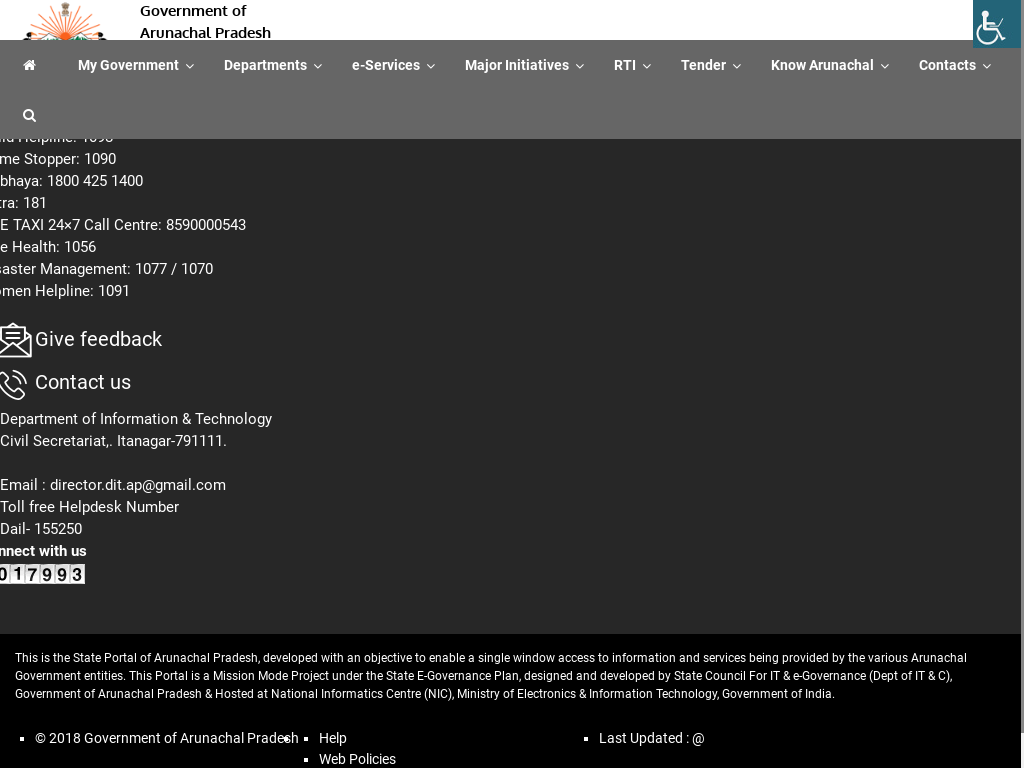 Government of
Arunachal Pradesh
My Government
Departments
e-Services
Major Initiatives
RTI
Tender
Know Arunachal
Contacts
Helpline: 1098
me Stopper: 1090
bhaya: 1800 425 1400
tra: 181
E TAXI 24×7 Call Centre: 8590000543
e Health: 1056
saster Management: 1077 / 1070
omen Helpline: 1091
Give feedback
Contact us
Department of Information & Technology
Civil Secretariat,. Itanagar-791111.
Email : director.dit.ap@gmail.com
Toll free Helpdesk Number
Dail- 155250
nnect with us
017993
This is the State Portal of Arunachal Pradesh, developed with an objective to enable a single window access to information and services being provided by the various Arunachal
Government entities. This Portal is a Mission Mode Project under the State E-Governance Plan, designed and developed by State Council For IT & e-Governance (Dept of IT & C),
Government of Arunachal Pradesh & Hosted at National Informatics Centre (NIC), Ministry of Electronics & Information Technology, Government of India.
© 2018 Government of Arunachal Pradesh
Help
Last Updated : @
Web Policies